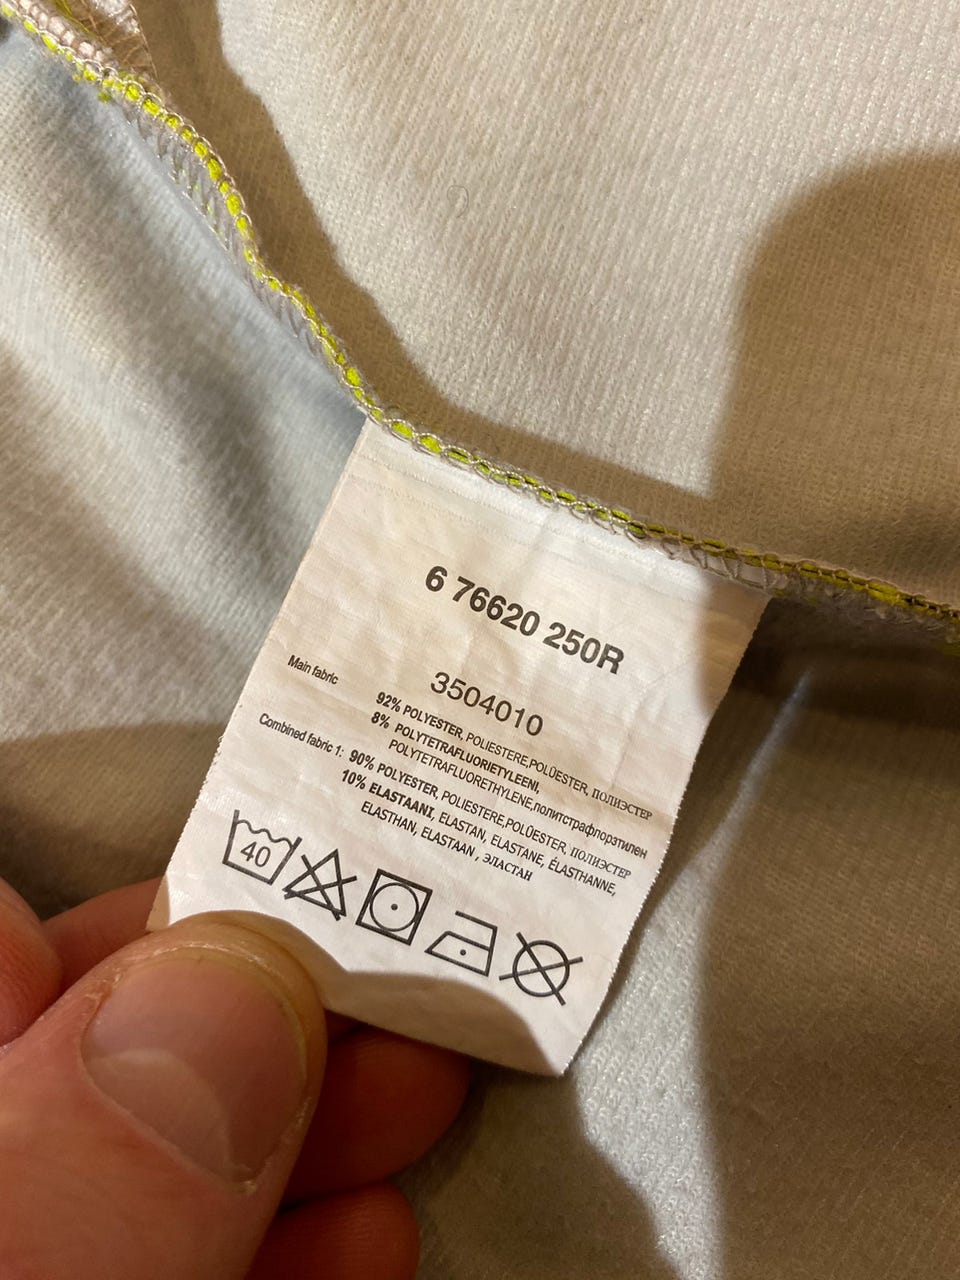 6 76620 250R
3504010
Main fabric
92% POLYESTER, POLIESTERE,POLÜESTER, ПОЛИЭСТЕР
8% POLYTETRAFLUORIETYLEENI,
POLYTETRAFLUORETHYLENE,политстрафлорэтилен
Combined fabric 1: 90% POLYESTER, POLIESTERE,POLÜESTER, ПОЛИЭСТЕР
10% ELASTAANI, ELASTAN, ELASTANE, ÉLASTHANNE,
ELASTHAN, ELASTAAN , ЭЛАСТАН
40